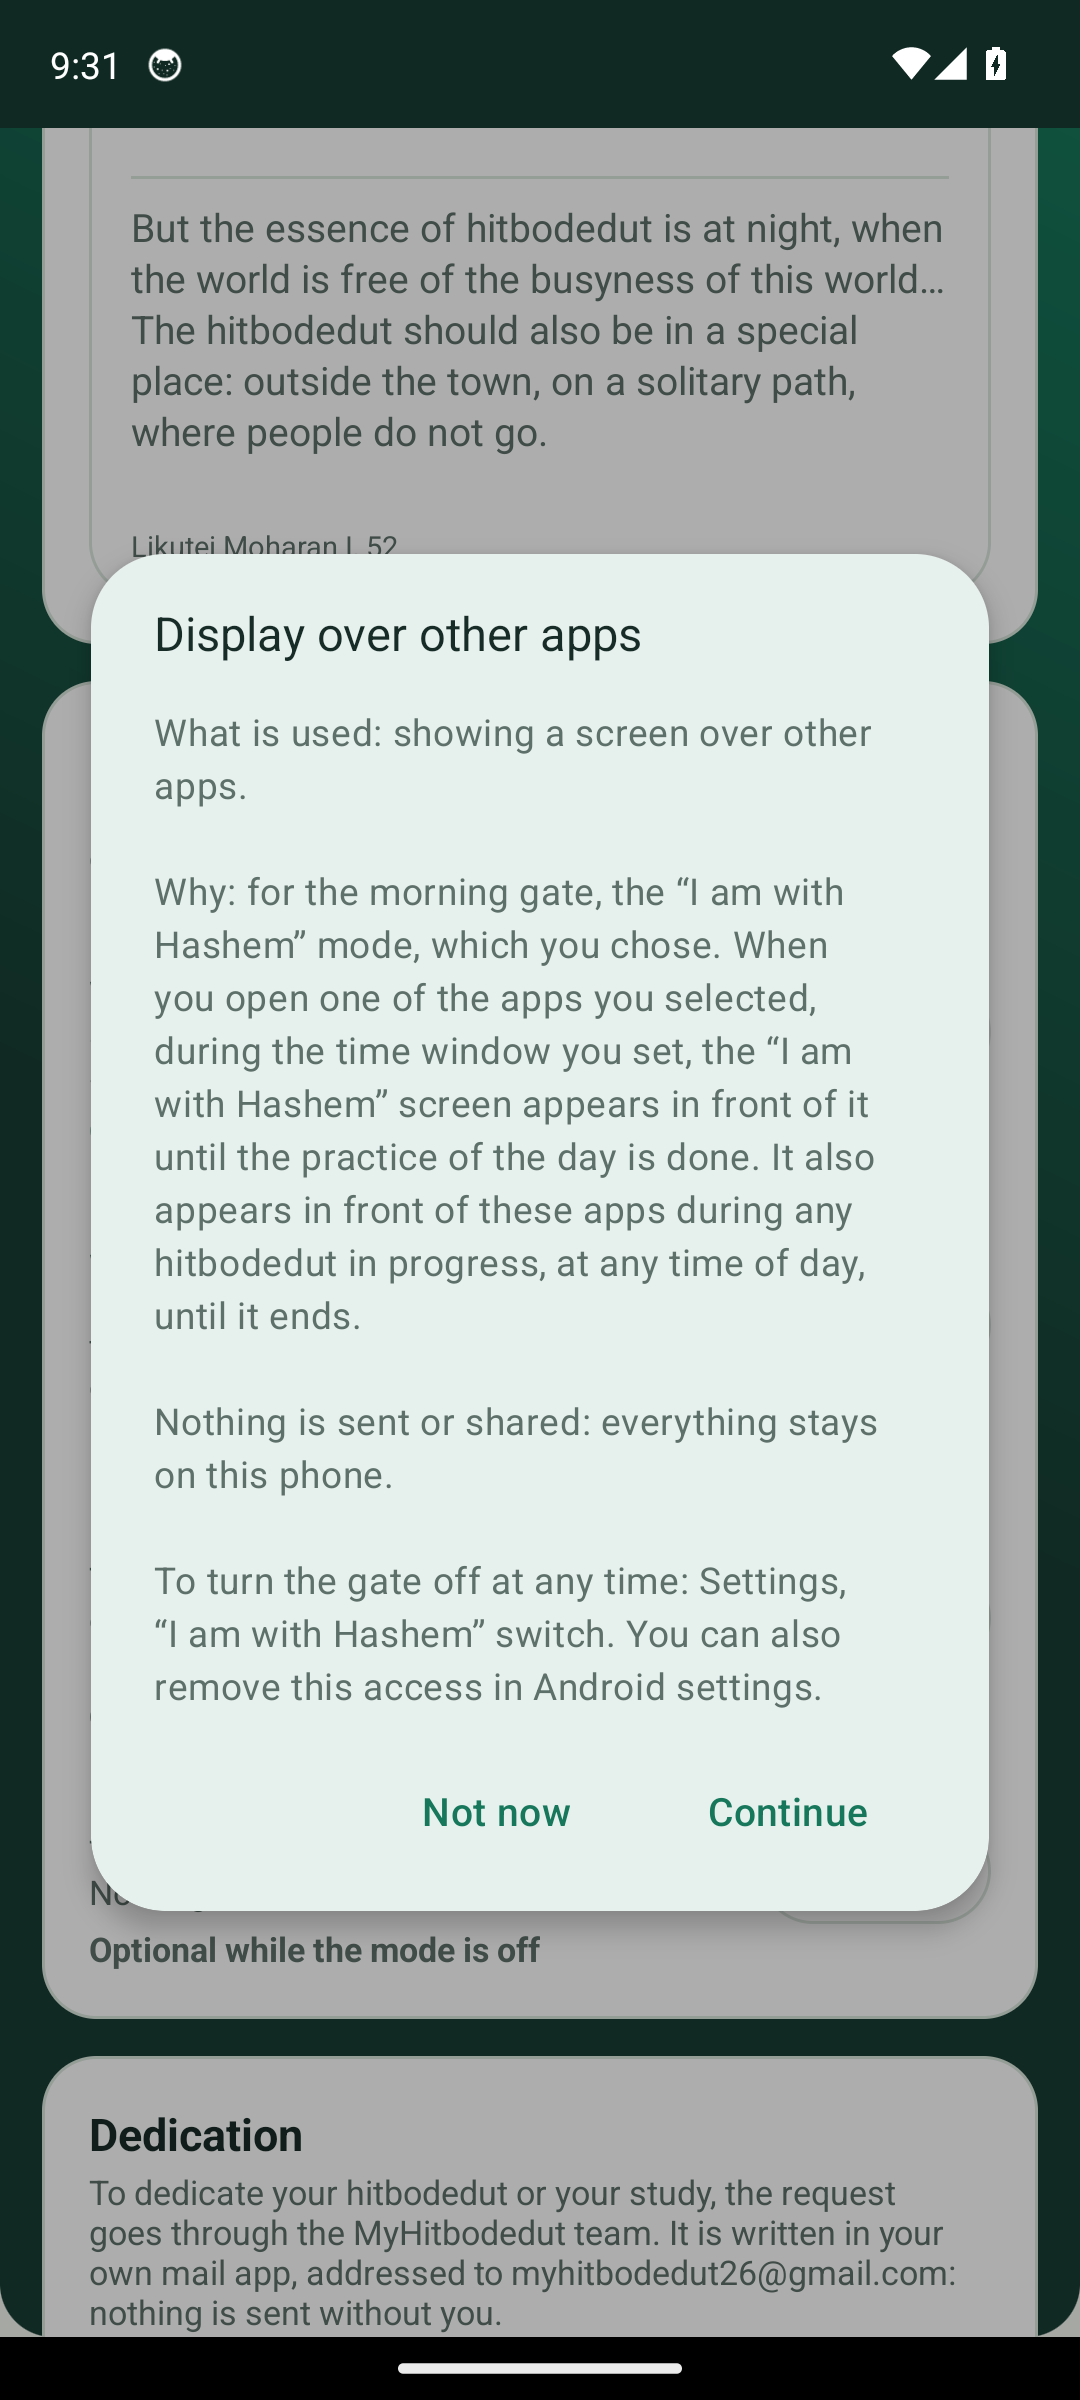 9:31
But the essence of hitbodedut is at night, when
the world is free of the busyness of this world…
The hitbodedut should also be in a special
place: outside the town, on a solitary path,
where people do not go.
Likutei Moharan I, 52
Display over other apps
What is used: showing a screen over other
apps.
Why: for the morning gate, the “I am with
Hashem” mode, which you chose. When
you open one of the apps you selected,
during the time window you set, the “I am
with Hashem” screen appears in front of it
until the practice of the day is done. It also
appears in front of these apps during any
hitbodedut in progress, at any time of day,
until it ends.
Nothing is sent or shared: everything stays
on this phone.
To turn the gate off at any time: Settings,
“I am with Hashem” switch. You can also
remove this access in Android settings.
Not now Continue
Optional while the mode is off
Dedication
To dedicate your hitbodedut or your study, the request
goes through the MyHitbodedut team. It is written in your
own mail app, addressed to myhitbodedut26@gmail.com:
nothing is sent without you.